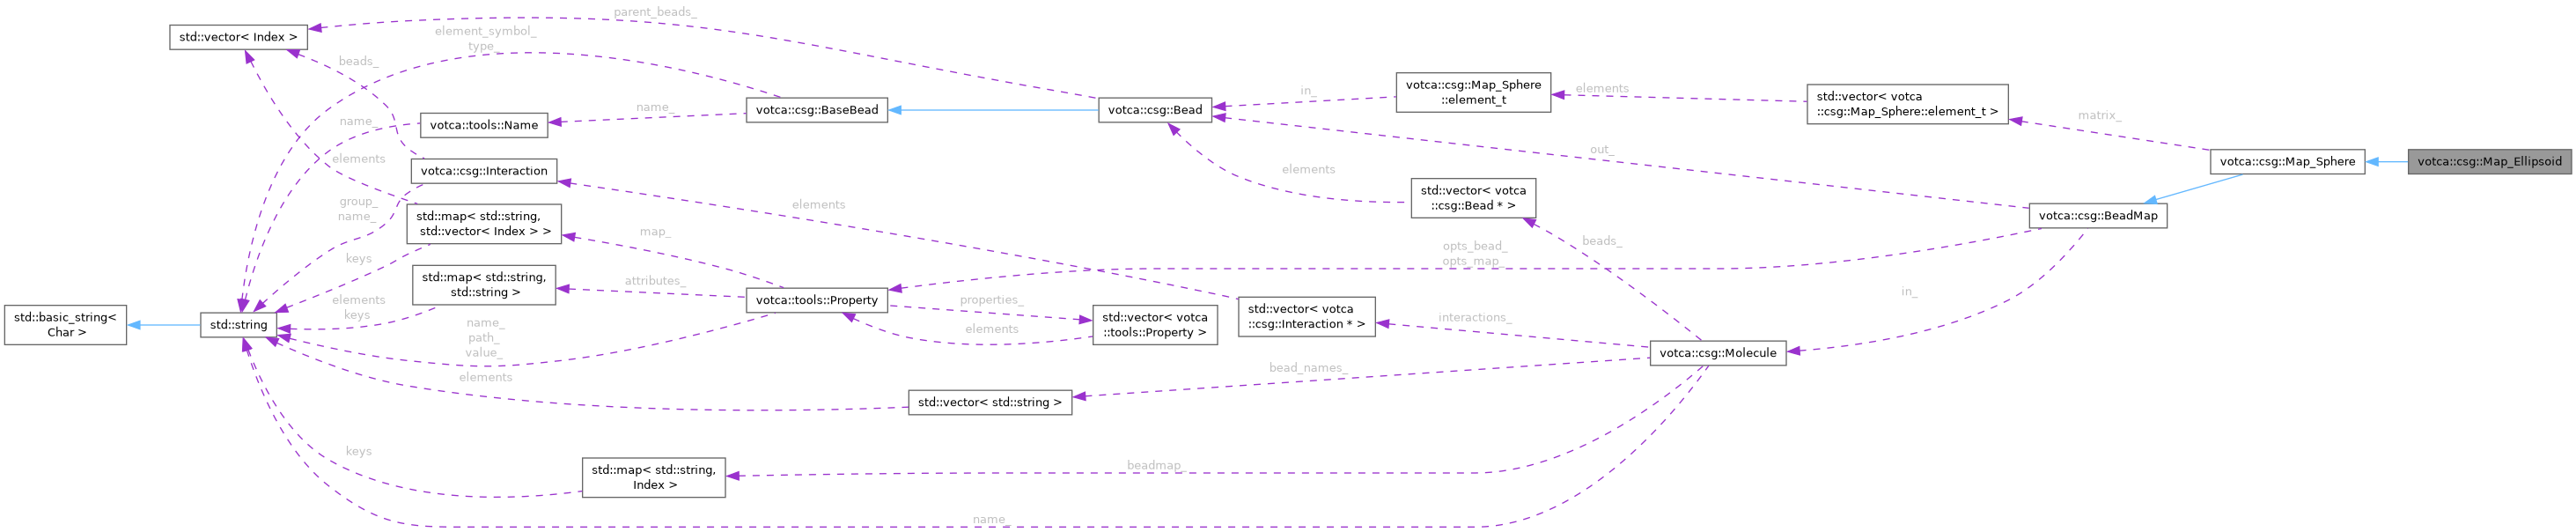 parent_beads_
element_symbol_
type_
std::vector< Index >
beads_
votca::csg::Map_Sphere
::element_t
in_
elements
std::vector< votca
::csg::Map_Sphere::element_t >
votca::csg::BaseBead
votca::csg::Bead
name_
matrix_
votca::tools::Name
name_
out_
elements
votca::csg::Map_Sphere
votca::csg::Map_Ellipsoid
votca::csg::Interaction
elements
std::vector< votca
::csg::Bead * >
group_
name_
elements
std::map< std::string,
std::vector< Index > >
votca::csg::BeadMap
map_
beads_
opts_bead_
opts_map_
keys
std::map< std::string,
std::string >
attributes_
in_
elements
keys
votca::tools::Property
properties_
std::basic_string<
Char >
std::string
name_
path_
value_
elements
std::vector< votca
::tools::Property >
std::vector< votca
::csg::Interaction * >
interactions_
votca::csg::Molecule
elements
bead_names_
std::vector< std::string >
keys
std::map< std::string,
Index >
beadmap_
name_